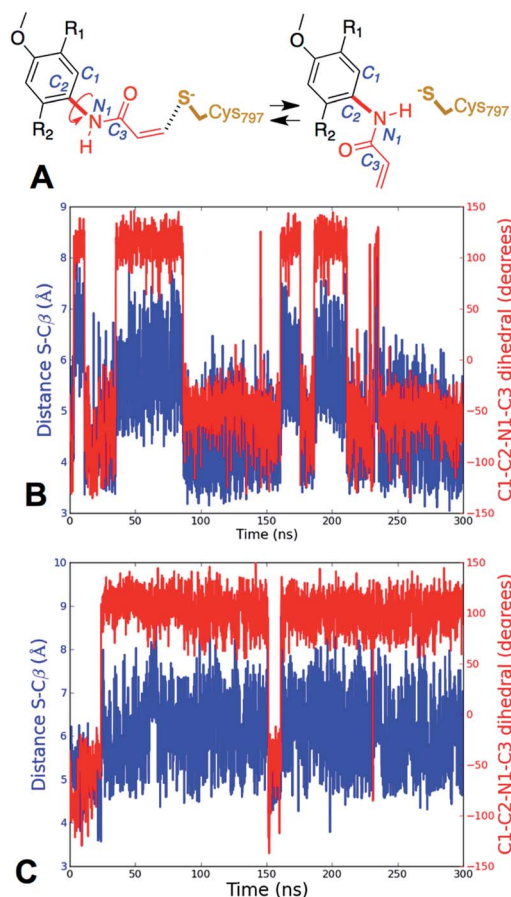 O R₁ C₁ C₂ N₁ O S⁻ Cys₇₉₇ R₂ N H C₃
O R₁ C₁ C₂ N H N₁ ⁻S Cys₇₉₇ R₂ O C₃
A
9 8 7 6 5 4 3
Distance S-Cβ (Å)
150 100 50 0 −50 −100 −150
C1-C2-N1-C3 dihedral (degrees)
0 50 100 150 200 250 300
Time (ns)
B
10 9 8 7 6 5 4 3
Distance S-Cβ (Å)
150 100 50 0 −50 −100 −150
C1-C2-N1-C3 dihedral (degrees)
0 50 100 150 200 250 300
Time (ns)
C